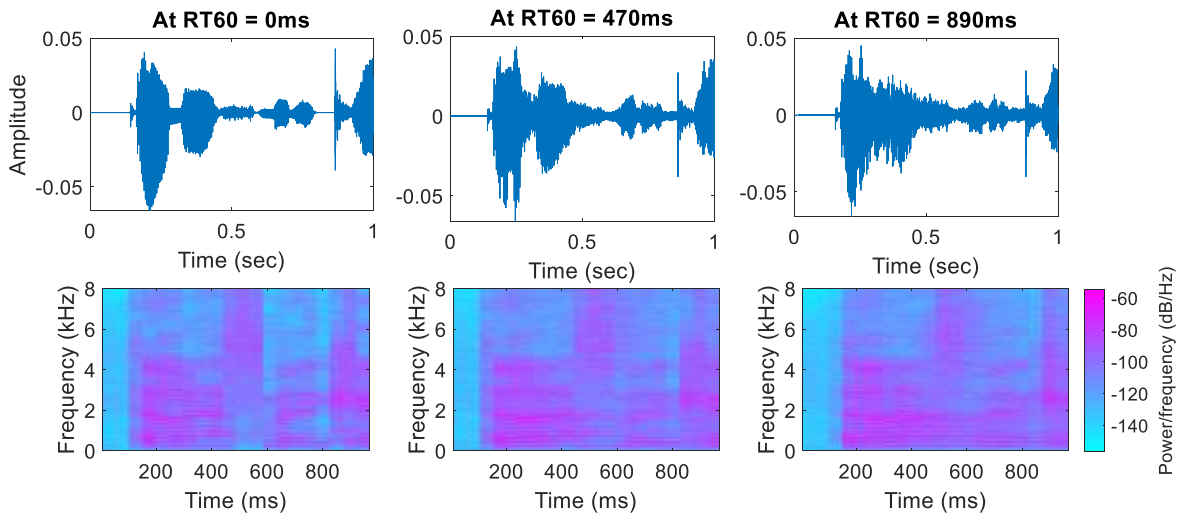 At RT60 = 0ms
At RT60 = 470ms
At RT60 = 890ms
Amplitude
0.05
0
-0.05
0
0.5
1
Time (sec)
0.05
0
-0.05
0
0.5
1
Time (sec)
0.05
0
-0.05
0
0.5
1
Time (sec)
Frequency (kHz)
8
6
4
2
0
200 400 600 800
Time (ms)
Frequency (kHz)
8
6
4
2
0
200 400 600 800
Time (ms)
Frequency (kHz)
8
6
4
2
0
200 400 600 800
Time (ms)
-60
-80
-100
-120
-140
Power/frequency (dB/Hz)